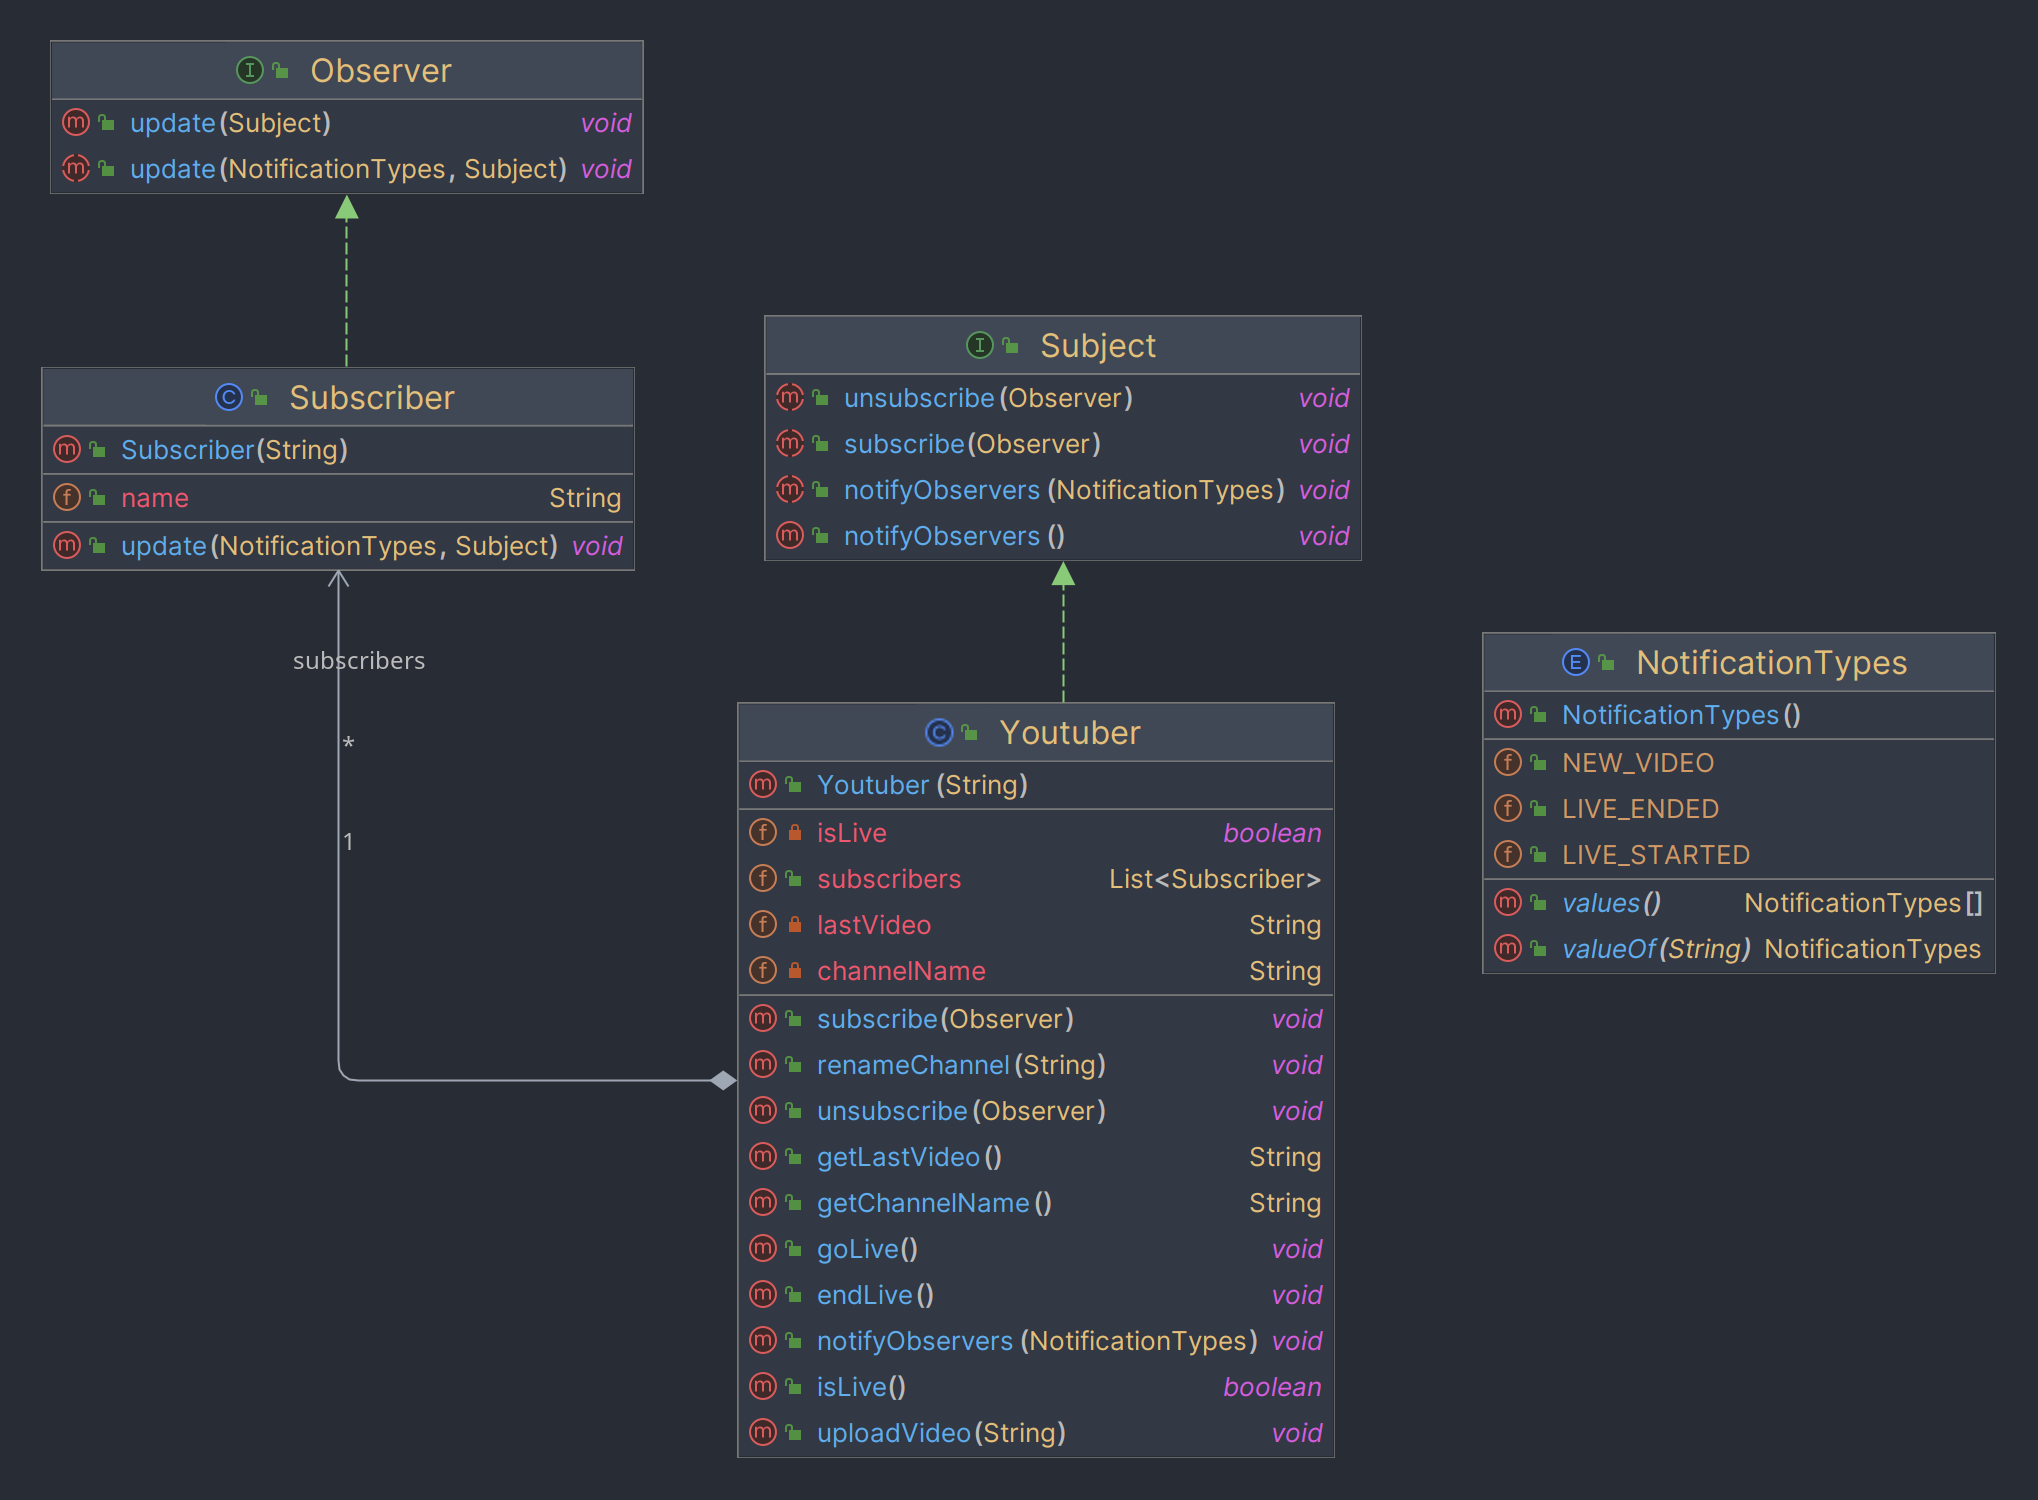 Observer
update(Subject) void
update(NotificationTypes, Subject) void
Subscriber
Subscriber(String)
name String
update(NotificationTypes, Subject) void
subscribers
*
1
Subject
unsubscribe(Observer) void
subscribe(Observer) void
notifyObservers(NotificationTypes) void
notifyObservers() void
Youtuber
Youtuber(String)
isLive boolean
subscribers List<Subscriber>
lastVideo String
channelName String
subscribe(Observer) void
renameChannel(String) void
unsubscribe(Observer) void
getLastVideo() String
getChannelName() String
goLive() void
endLive() void
notifyObservers(NotificationTypes) void
isLive() boolean
uploadVideo(String) void
NotificationTypes
NotificationTypes()
NEW_VIDEO
LIVE_ENDED
LIVE_STARTED
values() NotificationTypes[]
valueOf(String) NotificationTypes